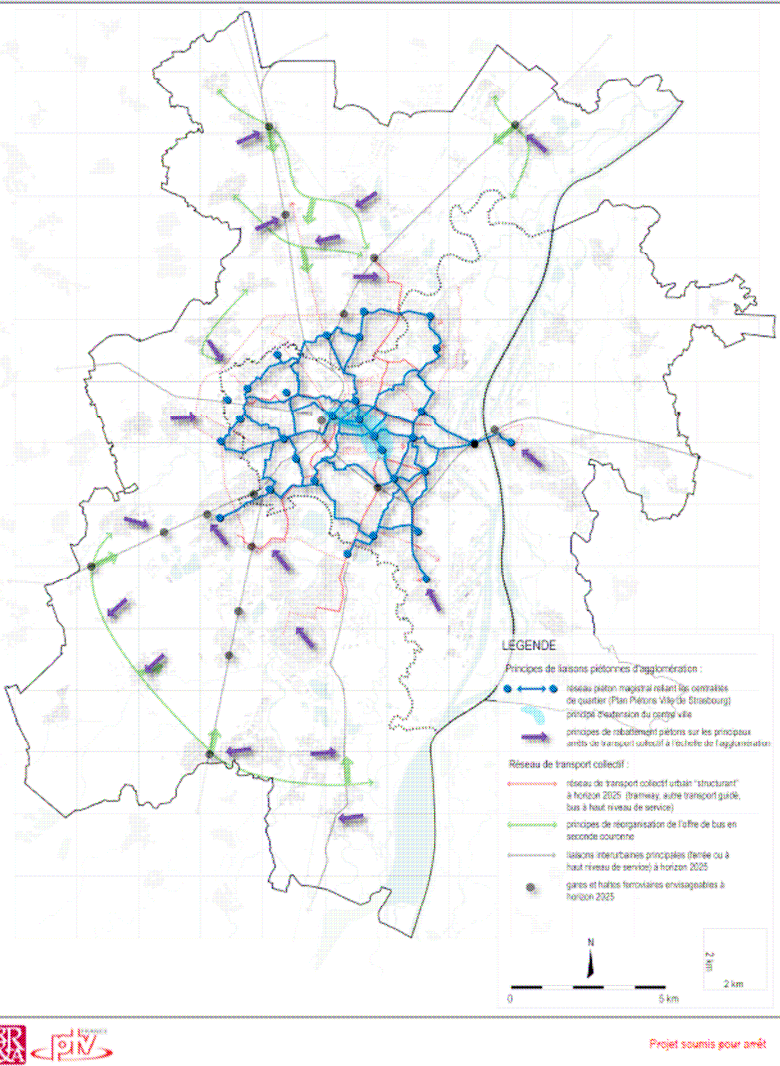 LEGENDE
Principes de liaisons piétonnes d'agglomération :
réseau piéton magistral reliant les centralités
de quartier (Plan Piétons Ville de Strasbourg)
principe d'extension du centre ville
principes de rabattement piétons sur les principaux
arrêts de transport collectif à l'échelle de l'agglomération
Réseau de transport collectif :
réseau de transport collectif urbain "structurant"
à horizon 2025 (tramway, autre transport guidé,
bus à haut niveau de service)
principes de réorganisation de l'offre de bus en
seconde couronne
liaisons interurbaines principales (ferrée ou à
haut niveau de service) à horizon 2025
gares et haltes ferroviaires envisageables à
horizon 2025
N
2 km
2 km
0 5 km
ptv
Projet soumis pour arrêt